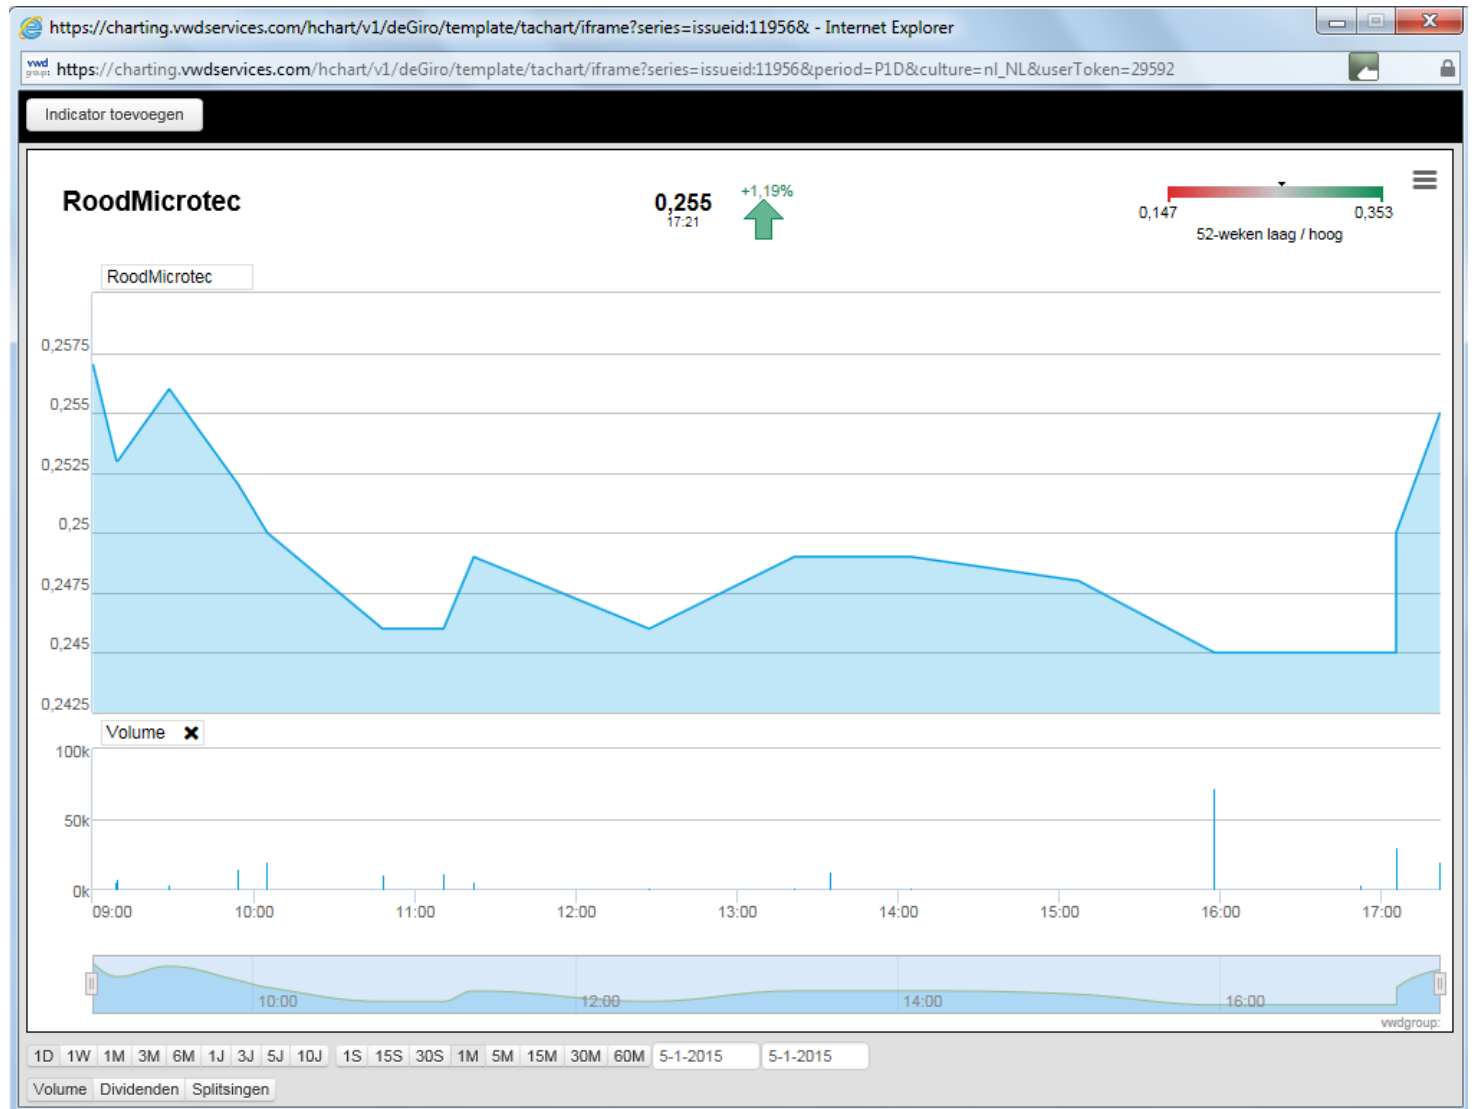 https://charting.vwdservices.com/hchart/v1/deGiro/template/tachart/iframe?series=issueid:11956& - Internet Explorer
vwd group: https://charting.vwdservices.com/hchart/v1/deGiro/template/tachart/iframe?series=issueid:11956&period=P1D&culture=nl_NL&userToken=29592
Indicator toevoegen
RoodMicrotec
0,255
17:21
+1,19%
0,147 0,353
52-weken laag / hoog
RoodMicrotec
0,2575
0,255
0,2525
0,25
0,2475
0,245
0,2425
Volume
100k
50k
0k
09:00 10:00 11:00 12:00 13:00 14:00 15:00 16:00 17:00
10:00 12:00 14:00 16:00
vwdgroup:
1D 1W 1M 3M 6M 1J 3J 5J 10J 1S 15S 30S 1M 5M 15M 30M 60M 5-1-2015 5-1-2015
Volume Dividenden Splitsingen